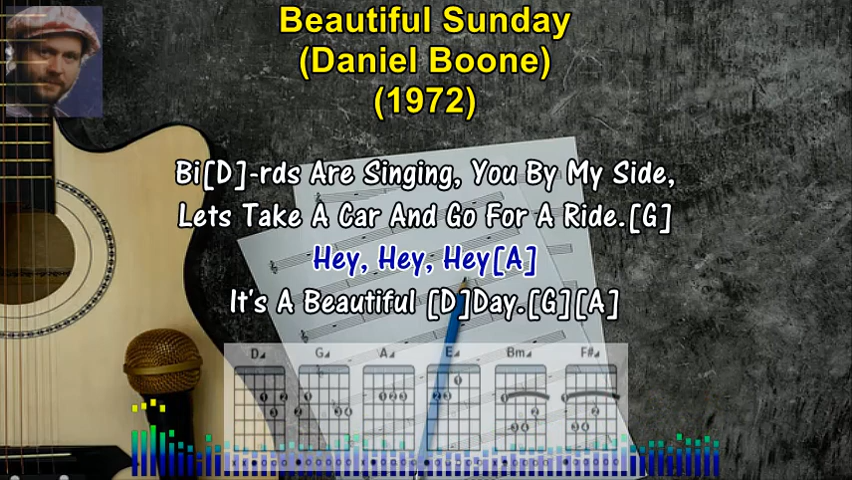 Beautiful Sunday
(Daniel Boone)
(1972)
Bi[D]-rds Are Singing, You By My Side,
Lets Take A Car And Go For A Ride.[G]
Hey, Hey, Hey[A]
It's A Beautiful [D]Day.[G][A]
D G A E Bm F#